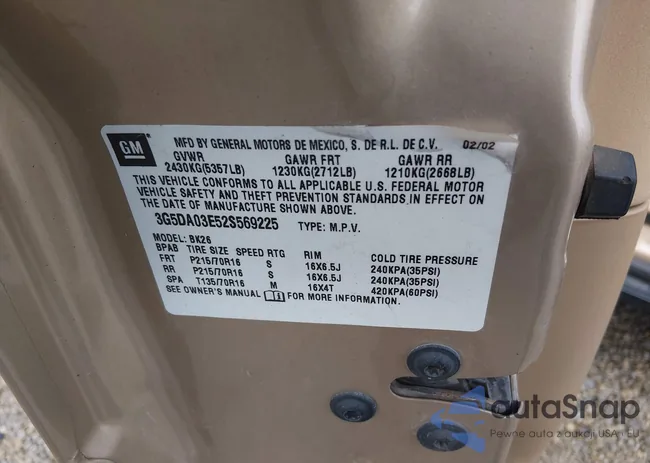 GM
MFD BY GENERAL MOTORS DE MEXICO, S. DE R.L. DE C.V. 02/02
GVWR GAWR FRT GAWR RR
2430KG(5357LB) 1230KG(2712LB) 1210KG(2668LB)
THIS VEHICLE CONFORMS TO ALL APPLICABLE U.S. FEDERAL MOTOR
VEHICLE SAFETY AND THEFT PREVENTION STANDARDS IN EFFECT ON
THE DATE OF MANUFACTURE SHOWN ABOVE.
3G5DA03E52S569225 TYPE: M.P.V.
MODEL: BK26
BPAB TIRE SIZE SPEED RTG RIM COLD TIRE PRESSURE
FRT P215/70R16 S 16X6.5J 240KPA(35PSI)
RR P215/70R16 S 16X6.5J 240KPA(35PSI)
SPA T135/70R16 M 16X4T 420KPA(60PSI)
SEE OWNER'S MANUAL FOR MORE INFORMATION.
autoSnap
Pewne auta z aukcji USA i EU